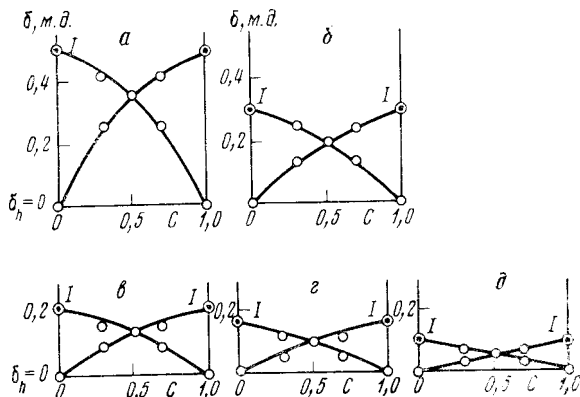 δ, м.д. а δ, м.д. б
I I I
0,4 0,4
0,2 0,2
δh=0
0 0,5 C 1,0 0 0,5 C 1,0
в г д
0,2 I I 0,2 I I 0,2 I I
δh=0
0 0,5 C 1,0 0 0,5 C 1,0 0 0,5 C 1,0